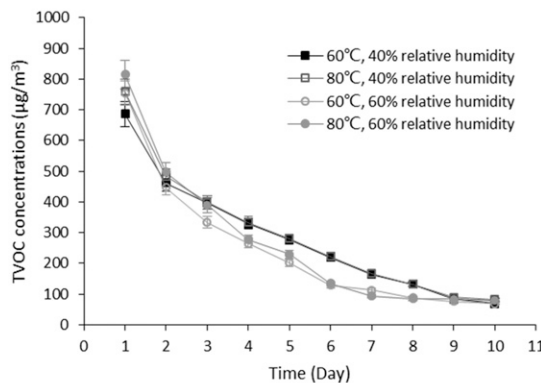 1000
900
800
700
600
500
400
300
200
100
0
TVOC concentrations (µg/m³)
60℃, 40% relative humidity
80℃, 40% relative humidity
60℃, 60% relative humidity
80℃, 60% relative humidity
0 1 2 3 4 5 6 7 8 9 10 11
Time (Day)